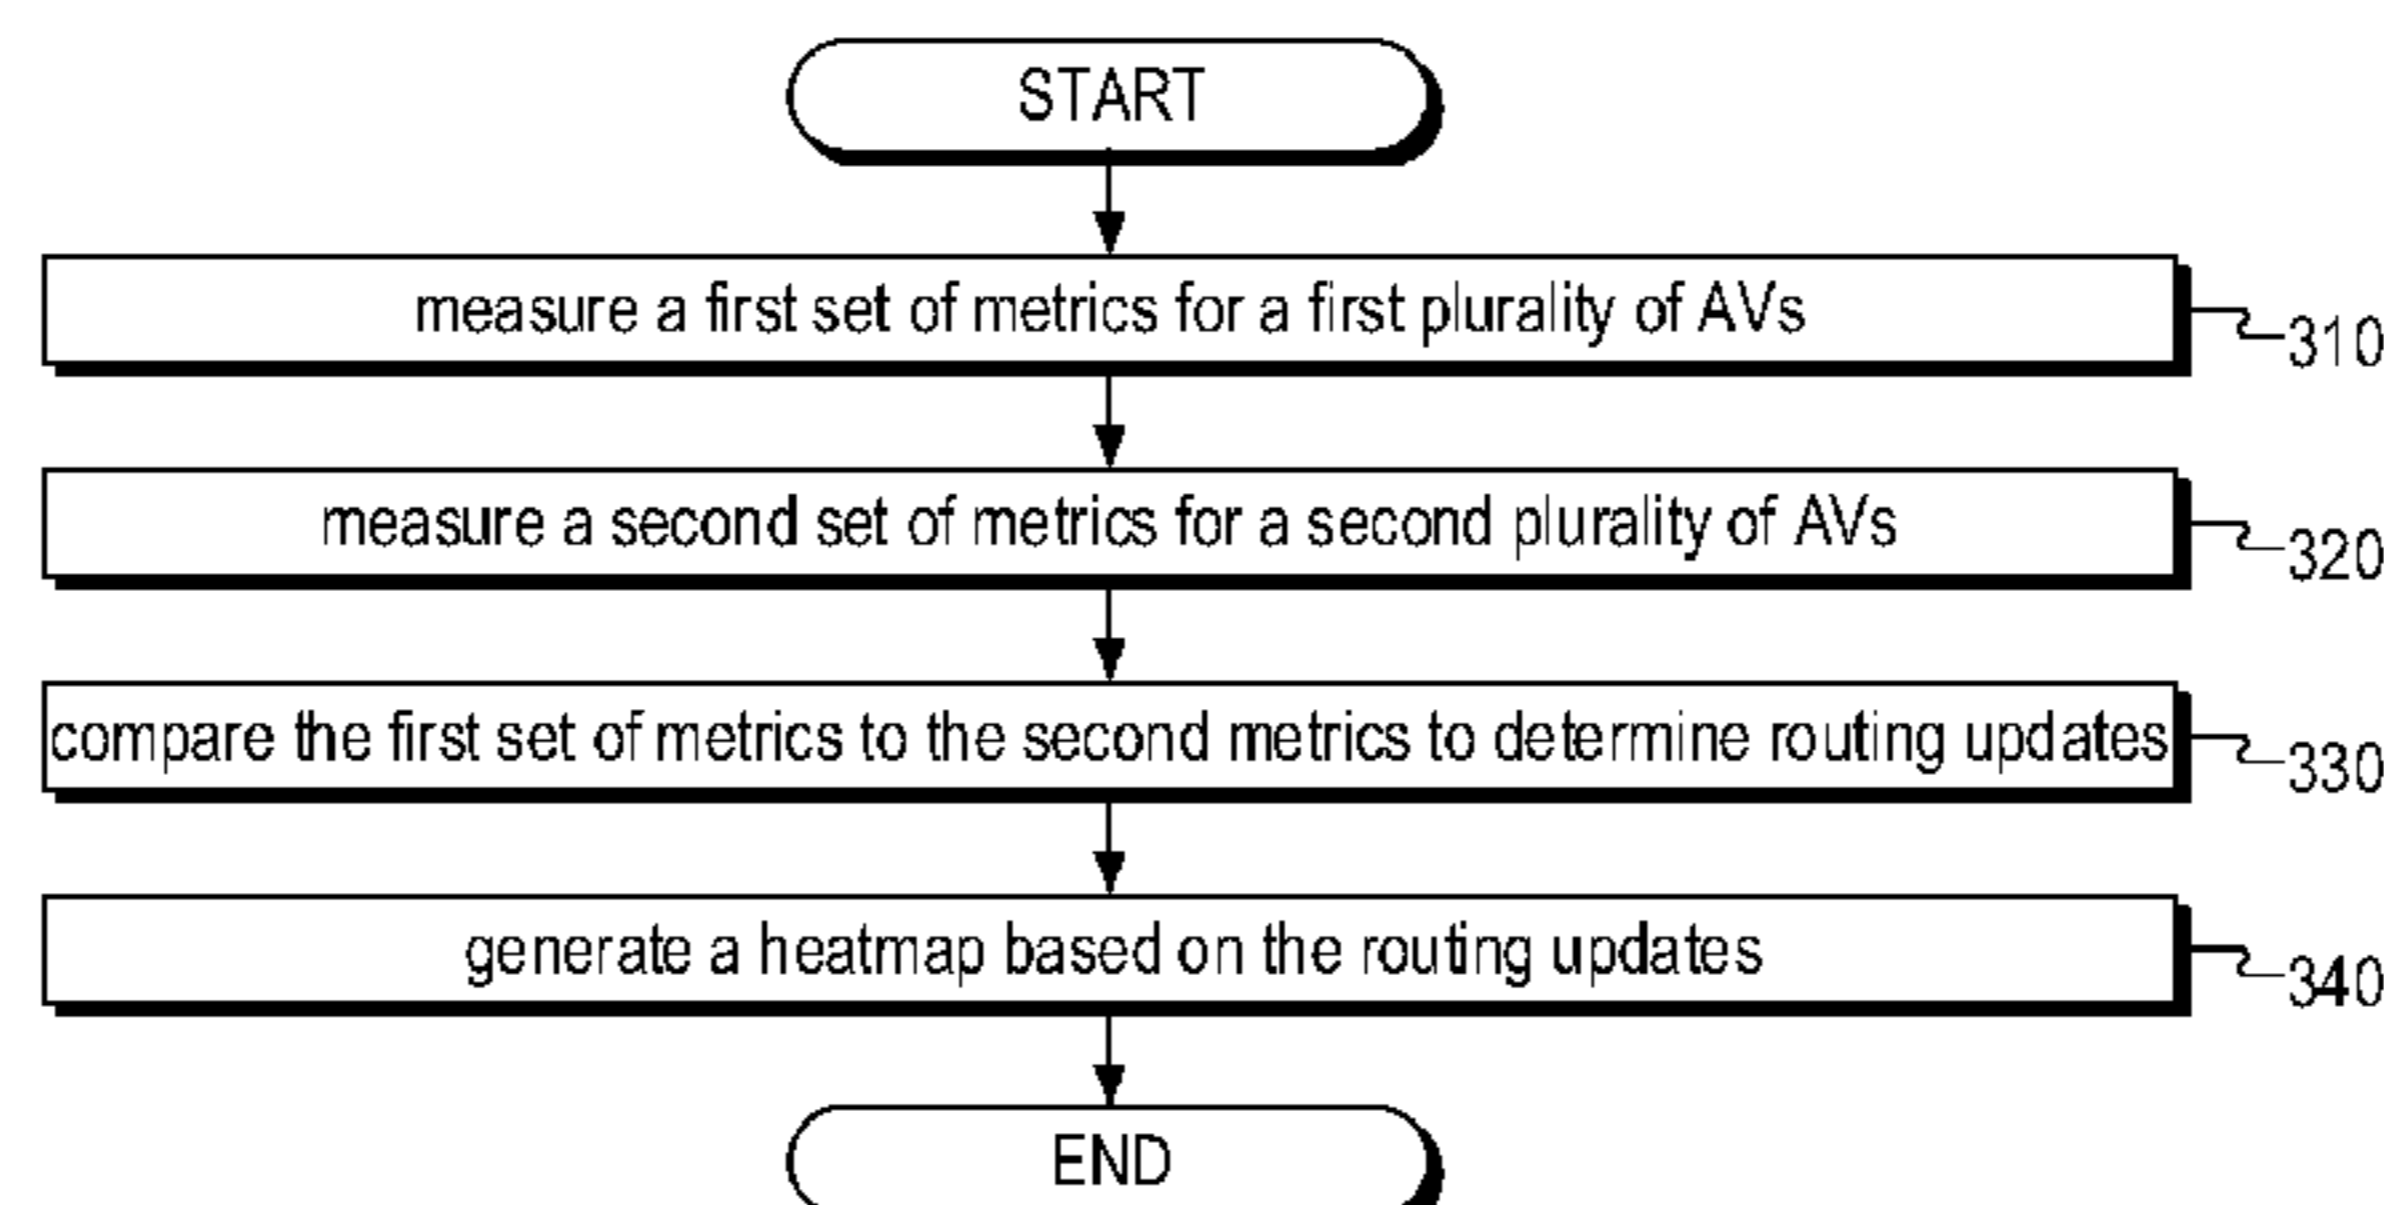 START
measure a first set of metrics for a first plurality of AVs
310
measure a second set of metrics for a second plurality of AVs
320
compare the first set of metrics to the second metrics to determine routing updates
330
generate a heatmap based on the routing updates
340
END